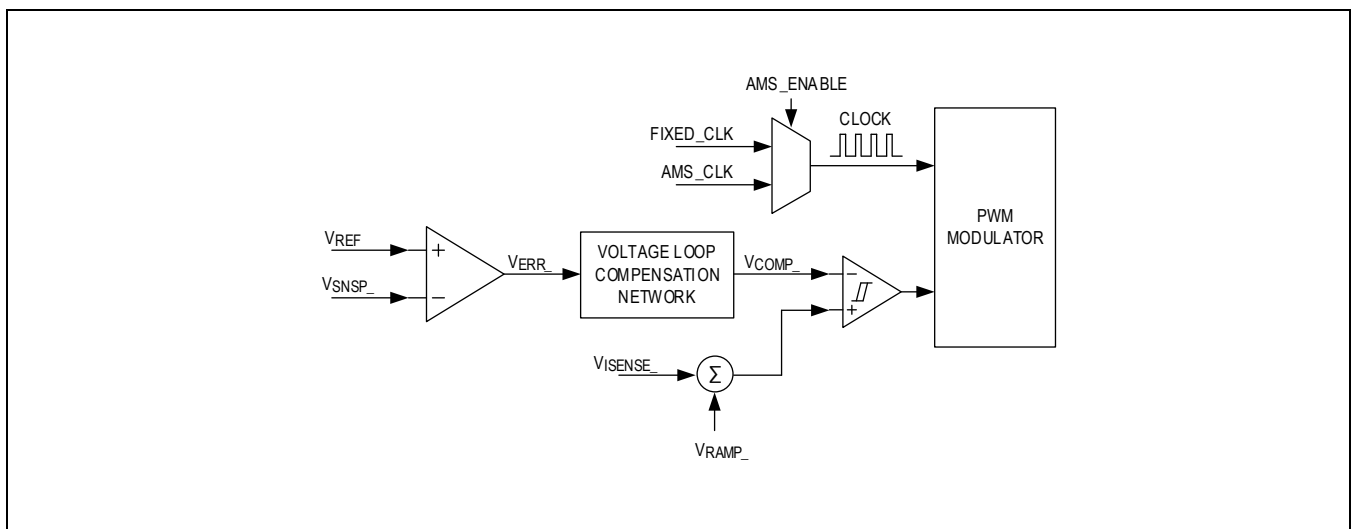 AMS_ENABLE
FIXED_CLK
CLOCK
AMS_CLK
PWM
MODULATOR
VREF
+
VERR_
VOLTAGE LOOP
COMPENSATION
NETWORK
VCOMP_
−
VSNSP_
−
+
VISENSE_
Σ
VRAMP_